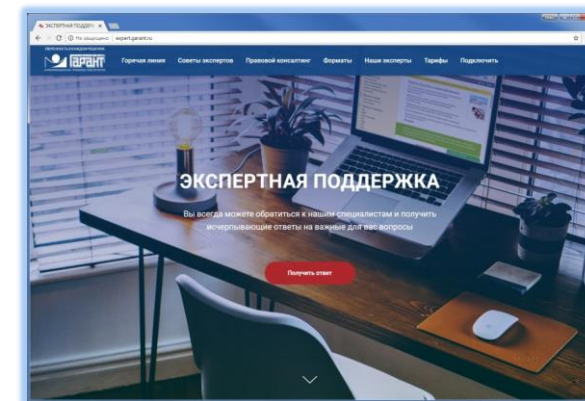 ЭКСПЕРТНАЯ ПОДДЕРЖ
Не защищено | expert.garant.ru
ГАРАНТ
Горячая линия Советы экспертов Правовой консалтинг Форматы Наши эксперты Тарифы Подключить
ЭКСПЕРТНАЯ ПОДДЕРЖКА
Вы всегда можете обратиться к нашим специалистам и получить
исчерпывающие ответы на важные для вас вопросы
Получить ответ